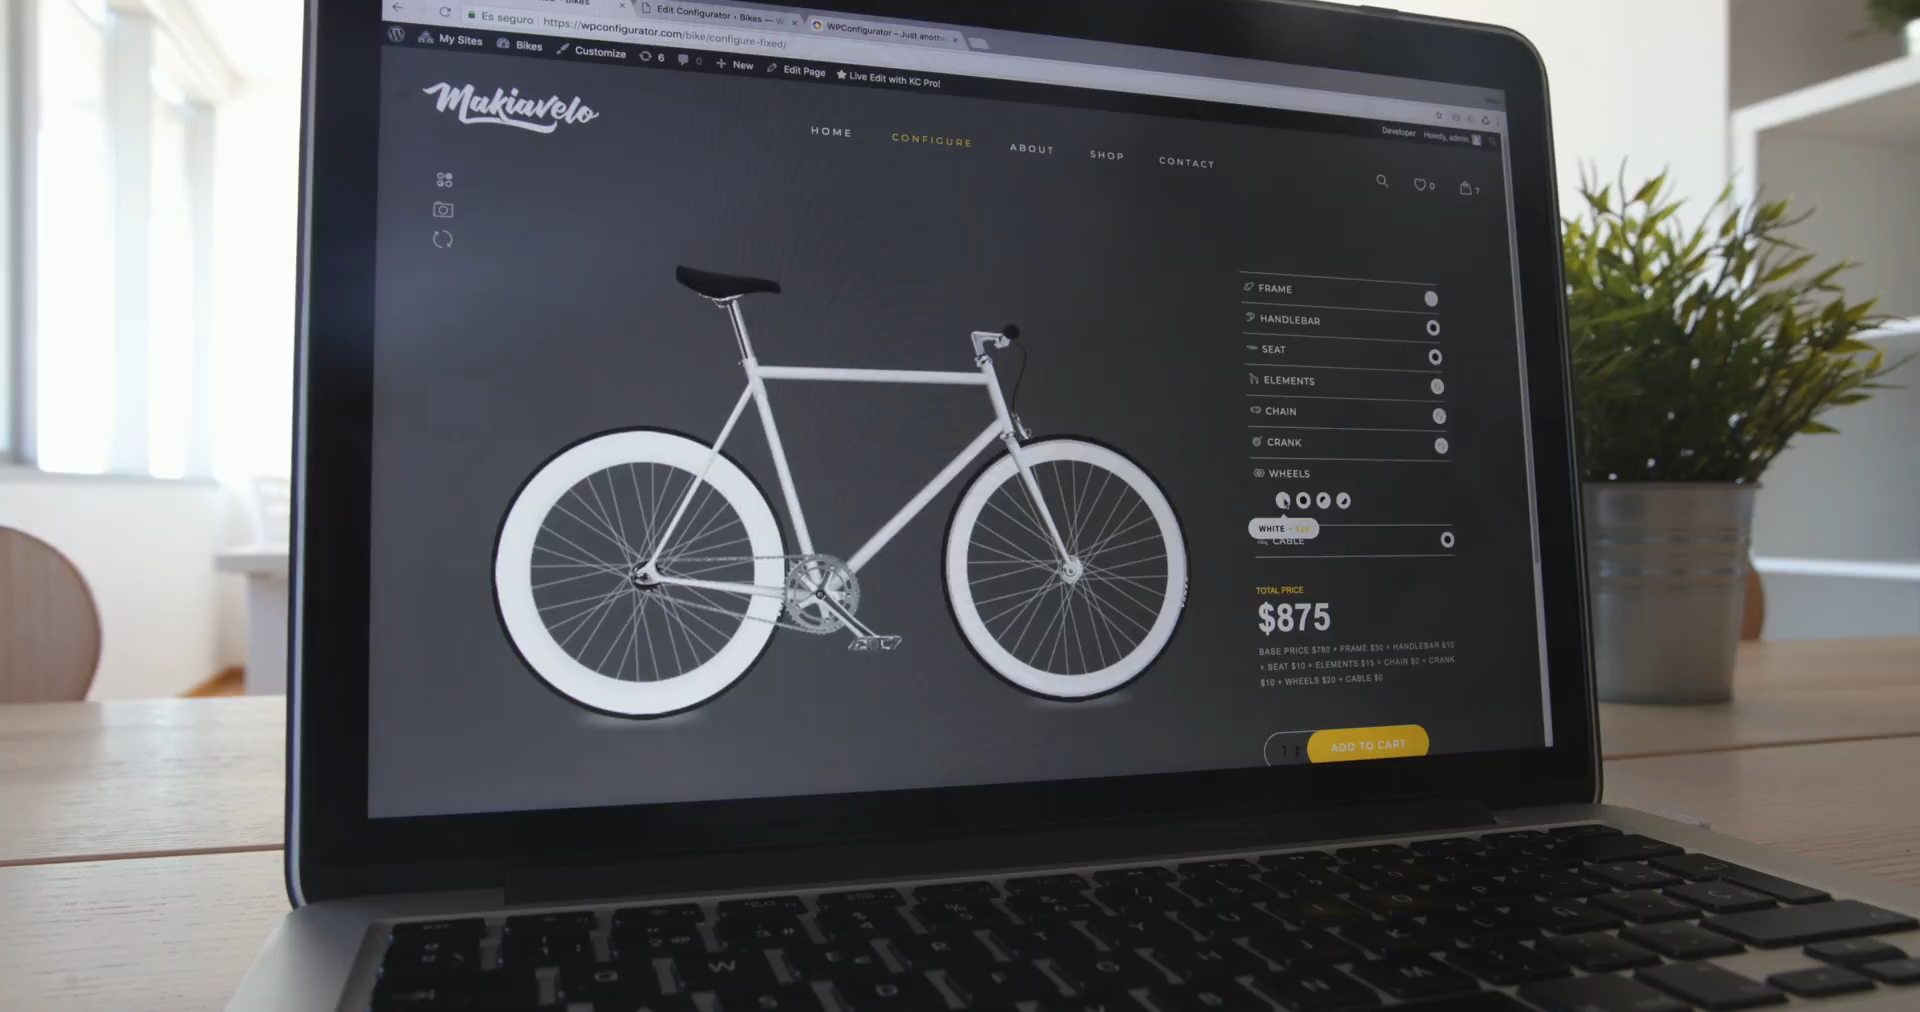 Edit Configurator ‹ Bikes — W
WPConfigurator – Just anoth
Es seguro https://wpconfigurator.com/bike/configure-fixed/
My Sites Bikes Customize 6 0 New Edit Page Live Edit with KC Pro!
Developer Howdy, admin
Makiavelo
HOME CONFIGURE ABOUT SHOP CONTACT
0 7
FRAME
HANDLEBAR
SEAT
ELEMENTS
CHAIN
CRANK
WHEELS
WHITE
CABLE
TOTAL PRICE
$875
BASE PRICE $780 + FRAME $30 + HANDLEBAR $10
+ SEAT $10 + ELEMENTS $15 + CHAIN $0 + CRANK
$10 + WHEELS $20 + CABLE $0
1 ADD TO CART